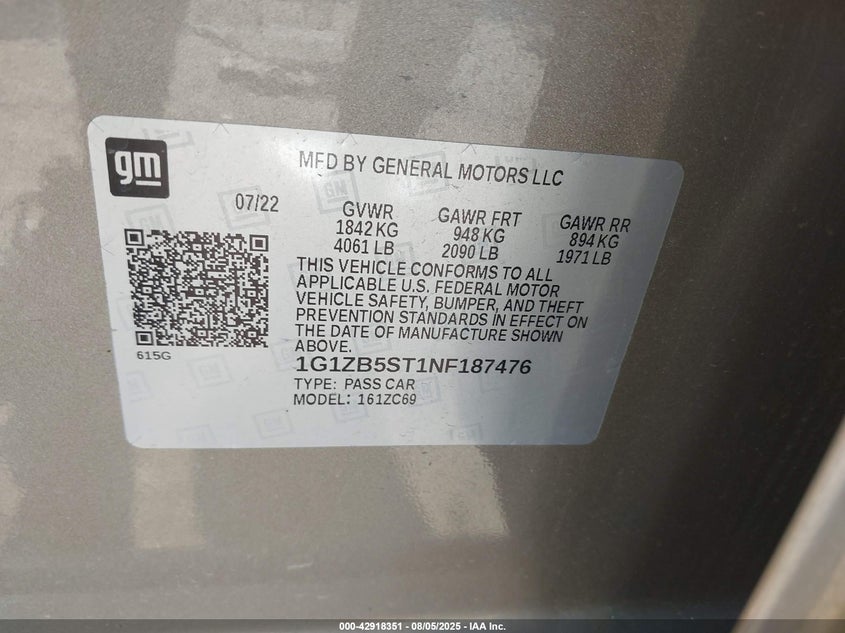 gm
MFD BY GENERAL MOTORS LLC
07/22
GVWR
1842 KG
4061 LB
GAWR FRT
948 KG
2090 LB
GAWR RR
894 KG
1971 LB
THIS VEHICLE CONFORMS TO ALL
APPLICABLE U.S. FEDERAL MOTOR
VEHICLE SAFETY, BUMPER, AND THEFT
PREVENTION STANDARDS IN EFFECT ON
THE DATE OF MANUFACTURE SHOWN
ABOVE.
615G
1G1ZB5ST1NF187476
TYPE: PASS CAR
MODEL: 161ZC69
000-42918351 - 08/05/2025 - IAA Inc.